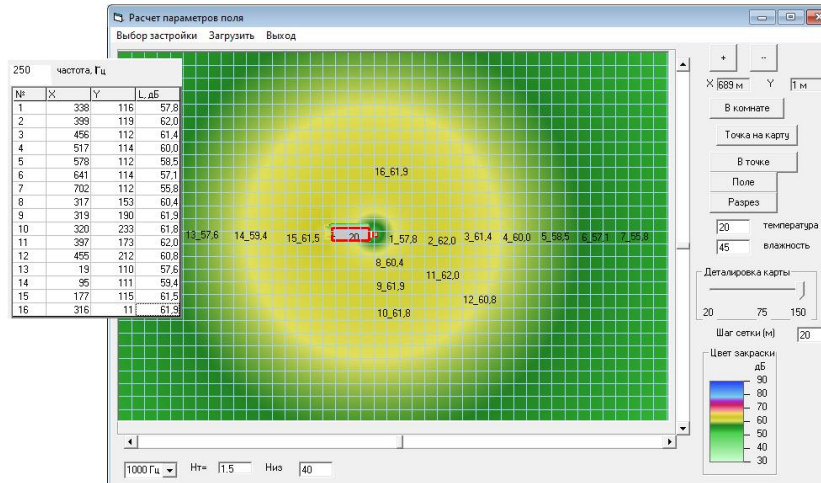 Расчет параметров поля
Выбор застройки Загрузить Выход
250 частота, Гц
№ X Y L, дБ
1 338 116 57,8
2 399 119 62,0
3 456 112 61,4
4 517 114 60,0
5 578 112 58,5
6 641 114 57,1
7 702 112 55,8
8 317 153 60,4
9 319 190 61,9
10 320 233 61,8
11 397 173 62,0
12 455 212 60,8
13 19 110 57,6
14 95 111 59,4
15 177 115 61,5
16 316 11 61,9
16_61,9
13_57,6 14_59,4 15_61,5 20 1_57,8 2_62,0 3_61,4 4_60,0 5_58,5 6_57,1 7_55,8
8_60,4
11_62,0
9_61,9
12_60,8
10_61,8
+ --
X 689 м Y 1 м
В комнате
Точка на карту
В точке
Поле
Разрез
20 температура
45 влажность
Деталировка карты
20 75 150
Шаг сетки (м) 20
Цвет закраски
дБ
90
80
70
60
50
40
30
1000 Гц Нт= 1.5 Низ 40